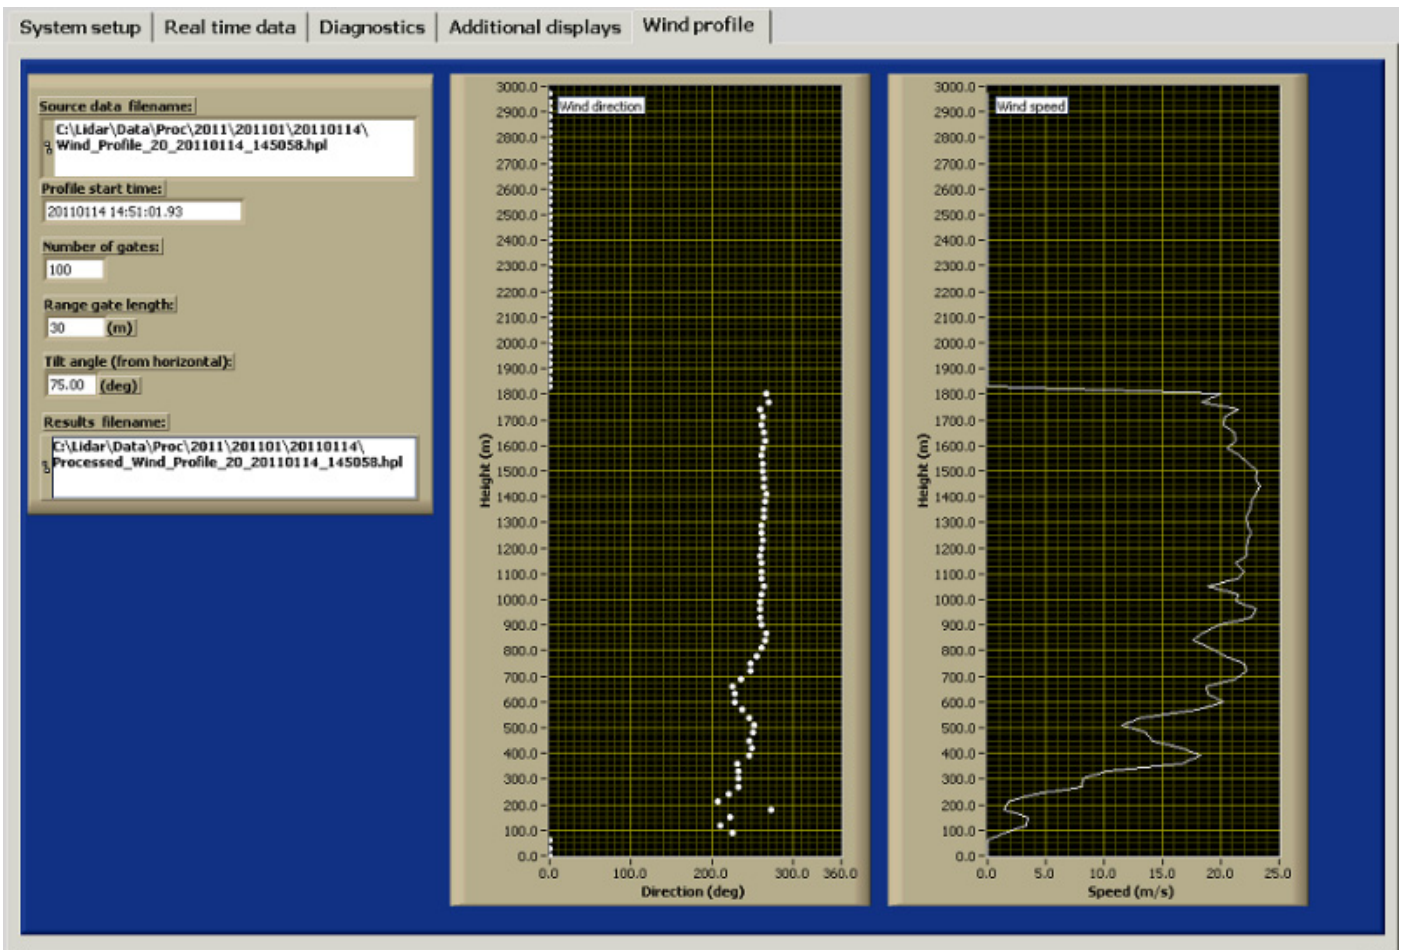 System setup
Real time data
Diagnostics
Additional displays
Wind profile
Source data filename:
C:\Lidar\Data\Proc\2011\201101\20110114\
Wind_Profile_20_20110114_145058.hpl
Profile start time:
20110114 14:51:01.93
Number of gates:
100
Range gate length:
30 (m)
Tilt angle (from horizontal):
75.00 (deg)
Results filename:
C:\Lidar\Data\Proc\2011\201101\20110114\
Processed_Wind_Profile_20_20110114_145058.hpl
Wind direction
Height (m)
3000.0
2900.0
2800.0
2700.0
2600.0
2500.0
2400.0
2300.0
2200.0
2100.0
2000.0
1900.0
1800.0
1700.0
1600.0
1500.0
1400.0
1300.0
1200.0
1100.0
1000.0
900.0
800.0
700.0
600.0
500.0
400.0
300.0
200.0
100.0
0.0
0.0 100.0 200.0 300.0 360.0
Direction (deg)
Wind speed
Height (m)
3000.0
2900.0
2800.0
2700.0
2600.0
2500.0
2400.0
2300.0
2200.0
2100.0
2000.0
1900.0
1800.0
1700.0
1600.0
1500.0
1400.0
1300.0
1200.0
1100.0
1000.0
900.0
800.0
700.0
600.0
500.0
400.0
300.0
200.0
100.0
0.0
0.0 5.0 10.0 15.0 20.0 25.0
Speed (m/s)